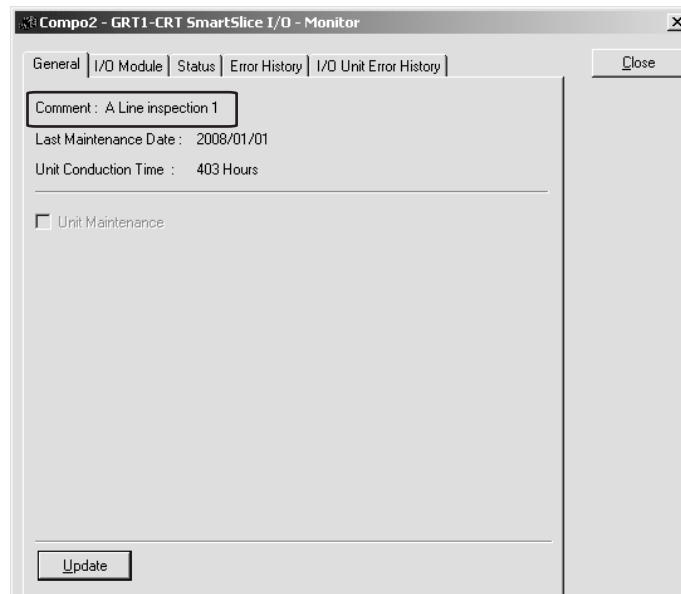 Compo2 - GRT1-CRT SmartSlice I/O - Monitor
General I/O Module Status Error History I/O Unit Error History
Close
Comment : A Line inspection 1
Last Maintenance Date : 2008/01/01
Unit Conduction Time : 403 Hours
Unit Maintenance
Update